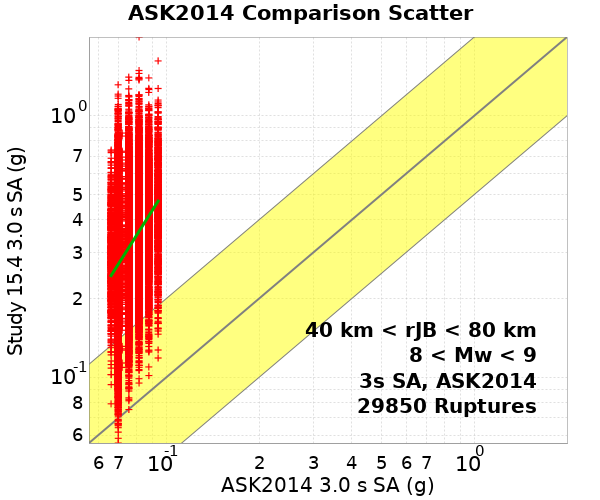 ASK2014 Comparison Scatter
Study 15.4 3.0 s SA (g)
10^0
7
5
4
3
2
10^-1
8
6
40 km < rJB < 80 km
8 < Mw < 9
3s SA, ASK2014
29850 Ruptures
6 7 10^-1 2 3 4 5 6 7 10^0
ASK2014 3.0 s SA (g)